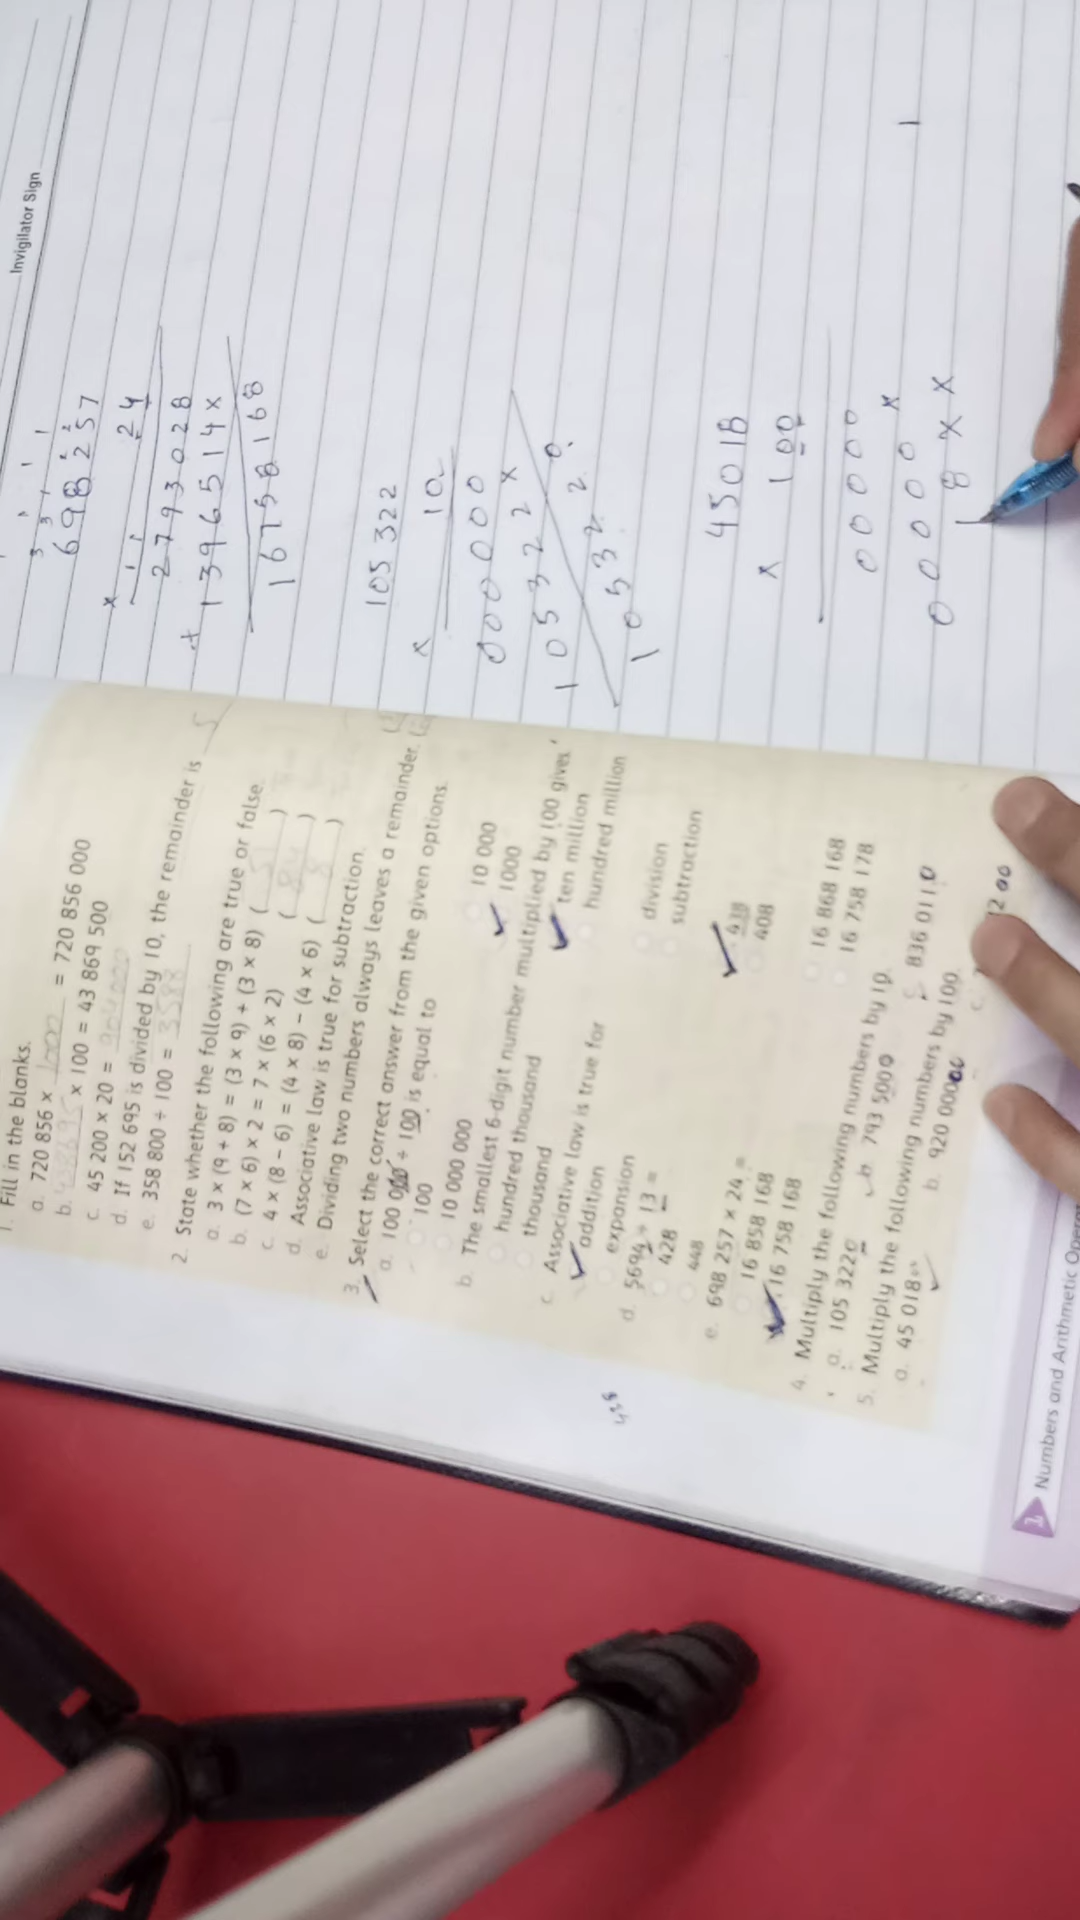 1. Fill in the blanks.
a. 720 856 × 1000 = 720 856 000
b. 438695 × 100 = 43 869 500
c. 45 200 × 20 = 904000
d. If 152 695 is divided by 10, the remainder is 5
e. 358 800 ÷ 100 = 3588
2. State whether the following are true or false.
a. 3 × (9 + 8) = (3 × 9) + (3 × 8) ( )
b. (7 × 6) × 2 = 7 × (6 × 2) ( )
c. 4 × (8 – 6) = (4 × 8) – (4 × 6) ( )
d. Associative law is true for subtraction.
e. Dividing two numbers always leaves a remainder.
3. Select the correct answer from the given options.
a. 100 000 ÷ 100 is equal to
100 10 000
10 000 000 1000
b. The smallest 6-digit number multiplied by 100 gives
hundred thousand ten million
thousand hundred million
c. Associative law is true for
addition division
expansion subtraction
d. 5694 ÷ 13 =
428 438
448 408
e. 698 257 × 24 =
16 858 168 16 868 168
16 758 168 16 758 178
4. Multiply the following numbers by 10.
a. 105 3220 b. 793 5000 c. 836 0110
5. Multiply the following numbers by 100.
a. 45 01800 b. 920 00000 c. 200
438
1 Numbers and Arithmetic
Invigilator Sign
698257
× 24
2793028
+ 1396514×
16758168
105 322
× 10
000000
105322×
1053220
45018
× 100
00000
0000 ×
8 × ×
1